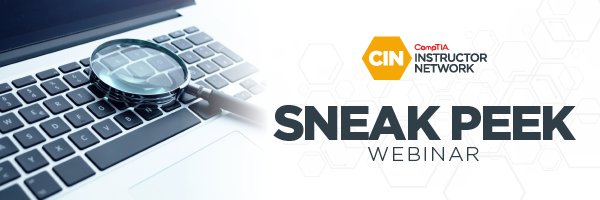 CIN
CompTIA
INSTRUCTOR
NETWORK
SNEAK PEEK
WEBINAR